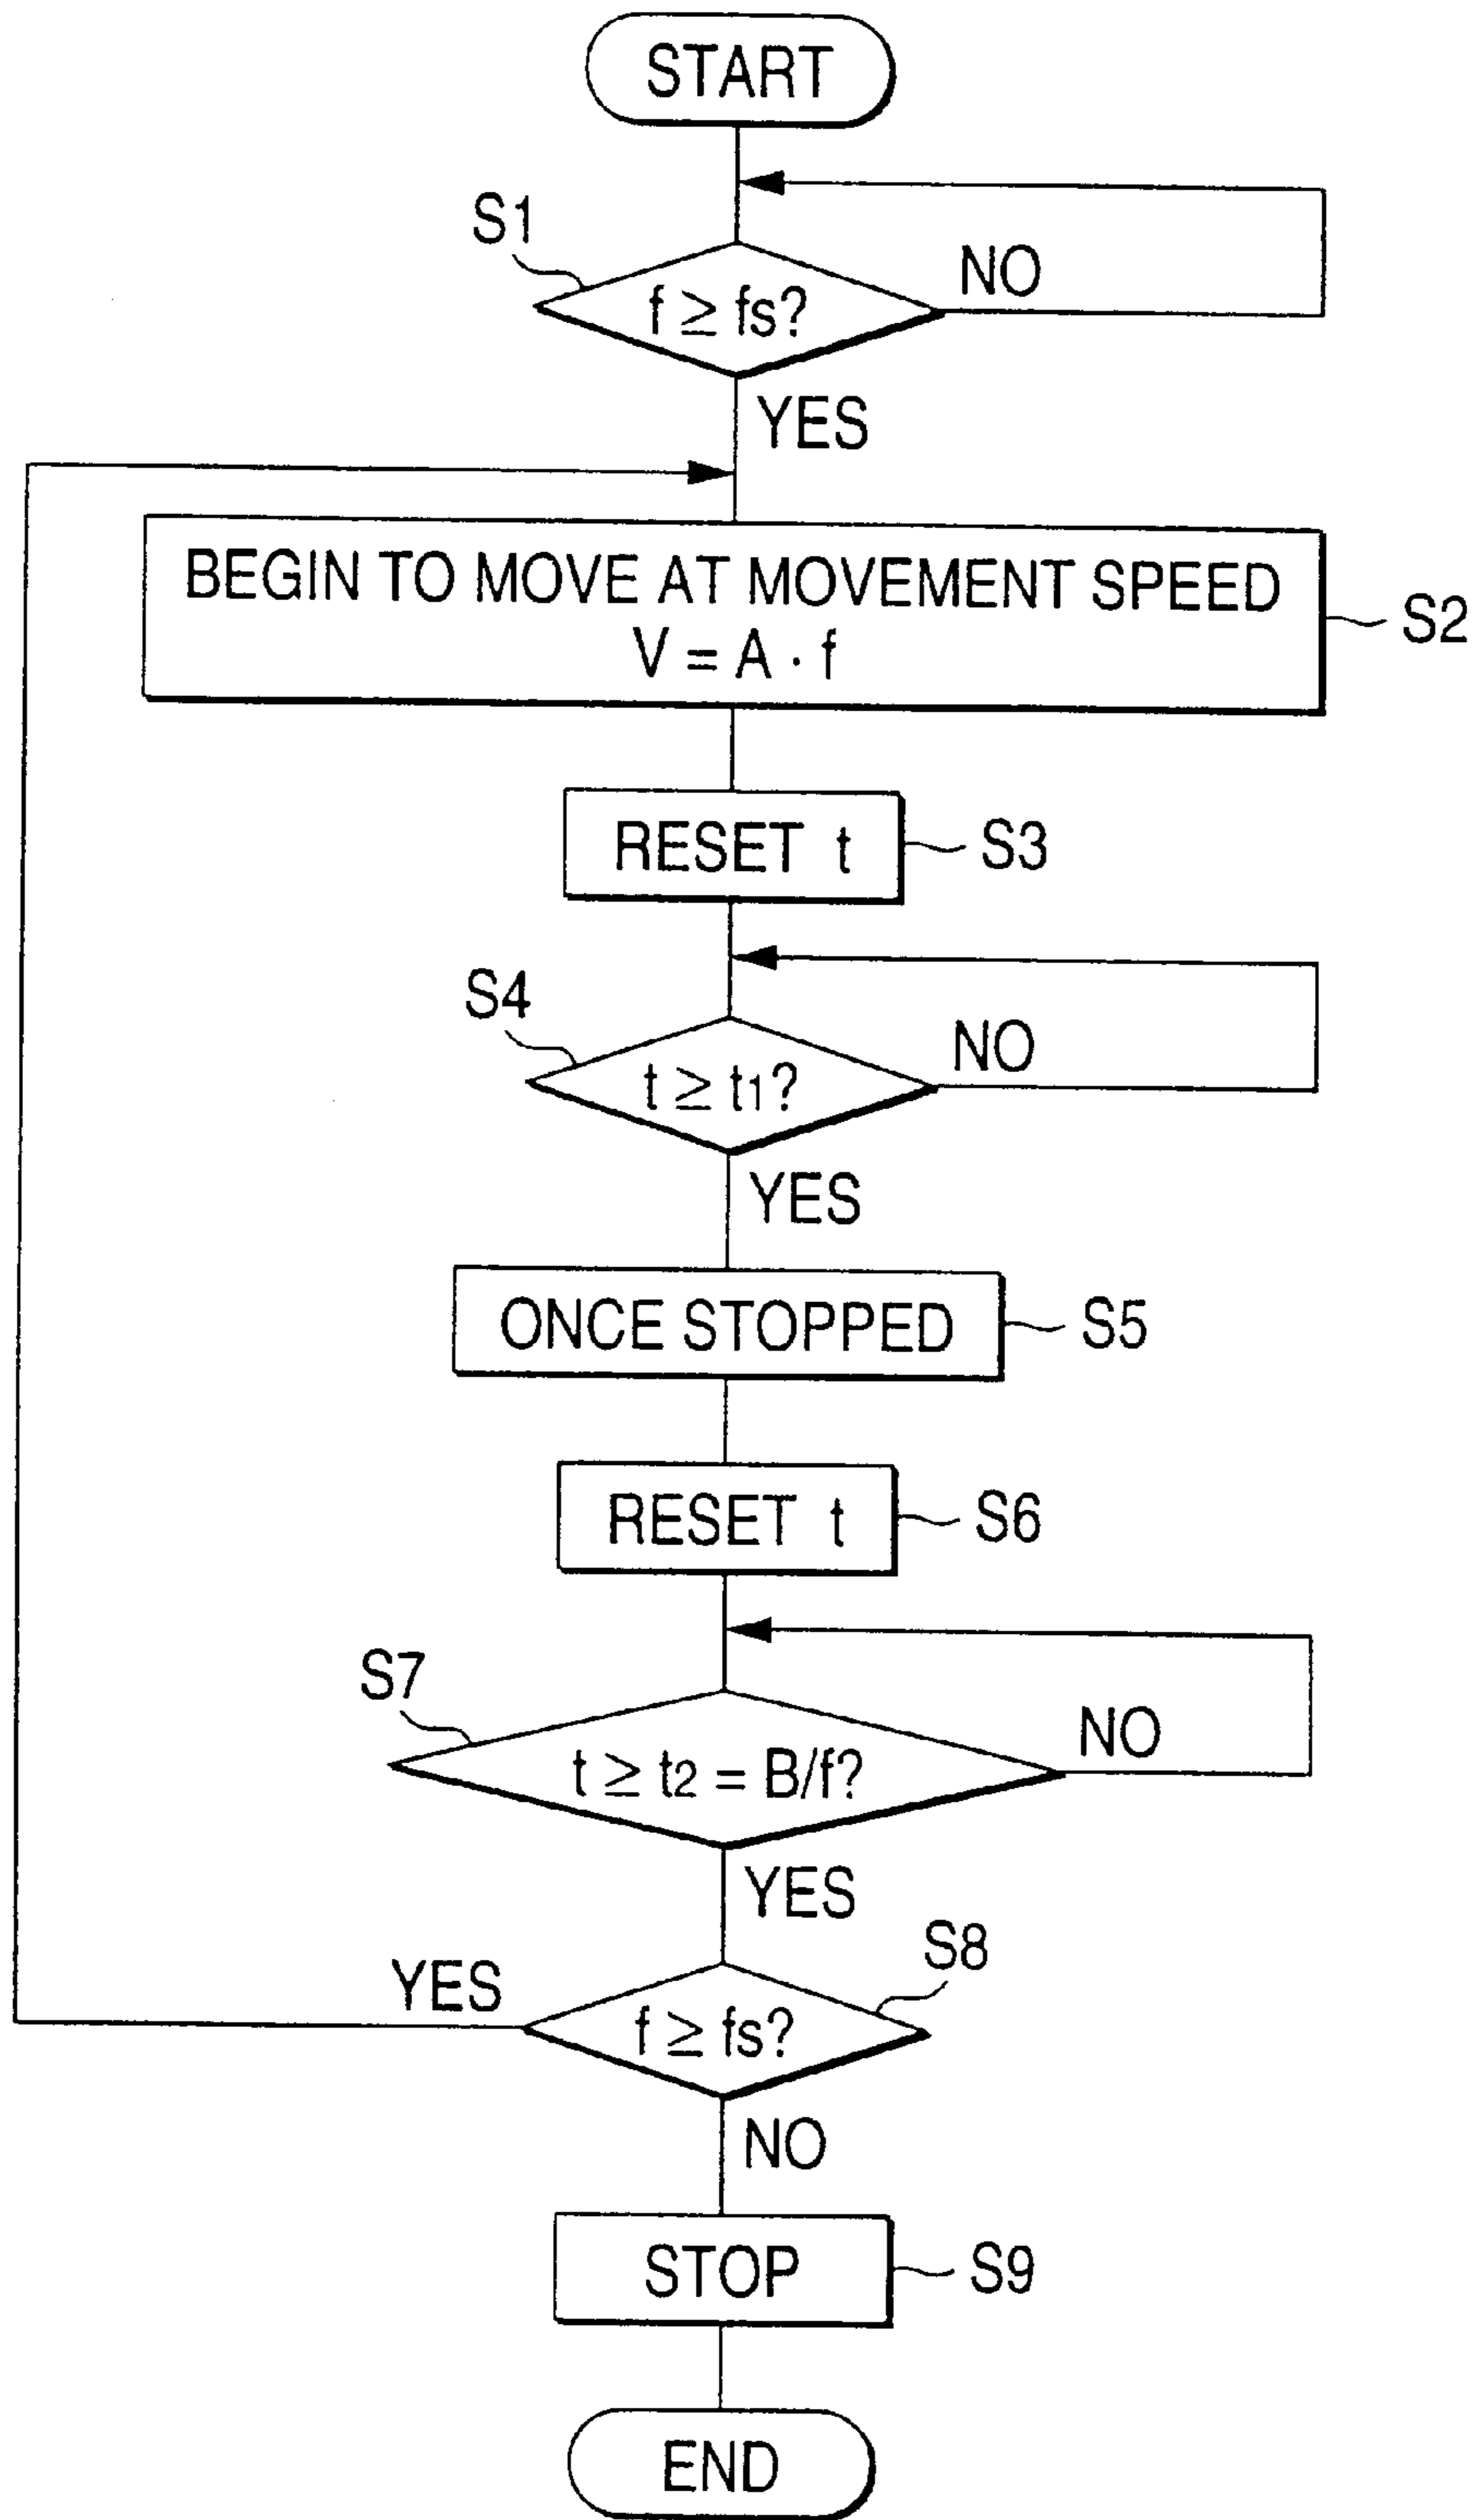 START
S1
f ≥ fs?
NO
YES
BEGIN TO MOVE AT MOVEMENT SPEED
V = A · f
S2
RESET t
S3
S4
t ≥ t1?
NO
YES
ONCE STOPPED
S5
RESET t
S6
S7
t ≥ t2 = B/f?
NO
YES
S8
YES
f ≥ fs?
NO
STOP
S9
END